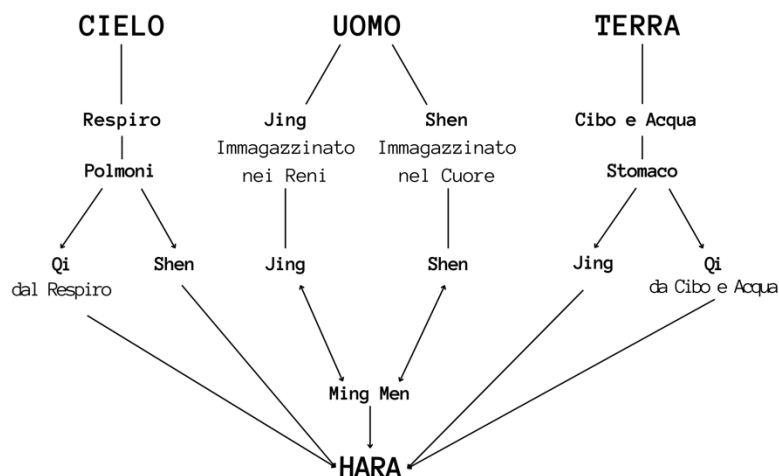 CIELO
UOMO
TERRA
Respiro
Jing
Shen
Cibo e Acqua
Immagazzinato
nei Reni
Immagazzinato
nel Cuore
Polmoni
Stomaco
Qi
dal Respiro
Shen
Jing
Shen
Jing
Qi
da Cibo e Acqua
Ming Men
HARA